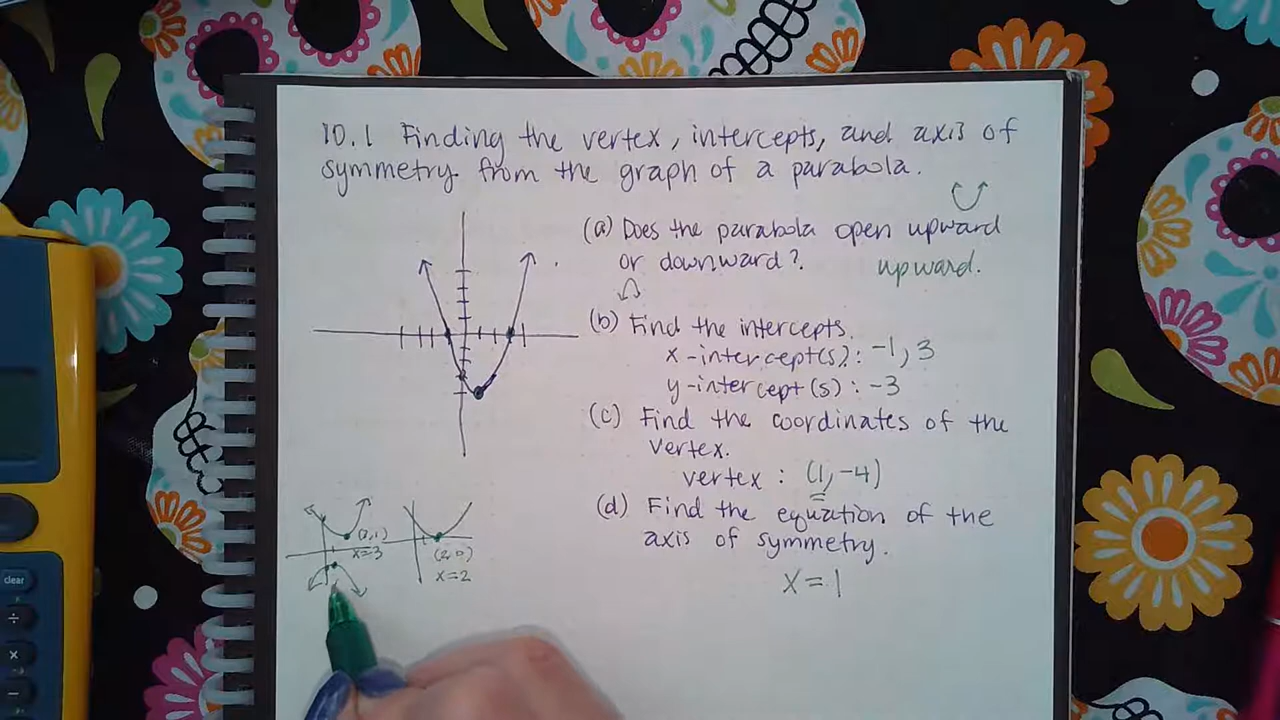 10.1 Finding the vertex, intercepts, and axis of
symmetry from the graph of a parabola.
(a) Does the parabola open upward
or downward?
upward.
(b) Find the intercepts.
x-intercept(s): -1, 3
y-intercept(s): -3
(c) Find the coordinates of the
vertex.
vertex : (1, -4)
(d) Find the equation of the
axis of symmetry.
x = 1
x=3
(2, 0)
x=2
clear
÷
×
−